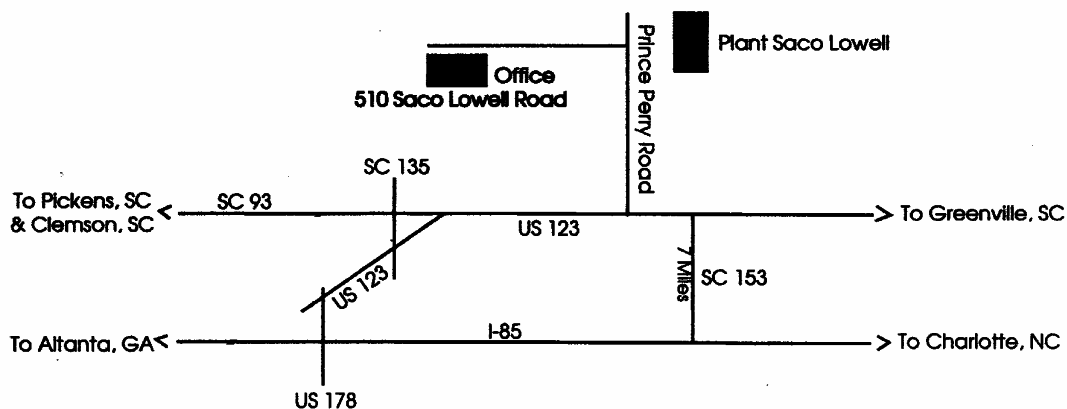 Prince Perry Road
Plant Saco Lowell
Office
510 Saco Lowell Road
SC 135
To Pickens, SC
& Clemson, SC
SC 93
US 123
To Greenville, SC
US 123
7 Miles
SC 153
To Altanta, GA
I-85
To Charlotte, NC
US 178